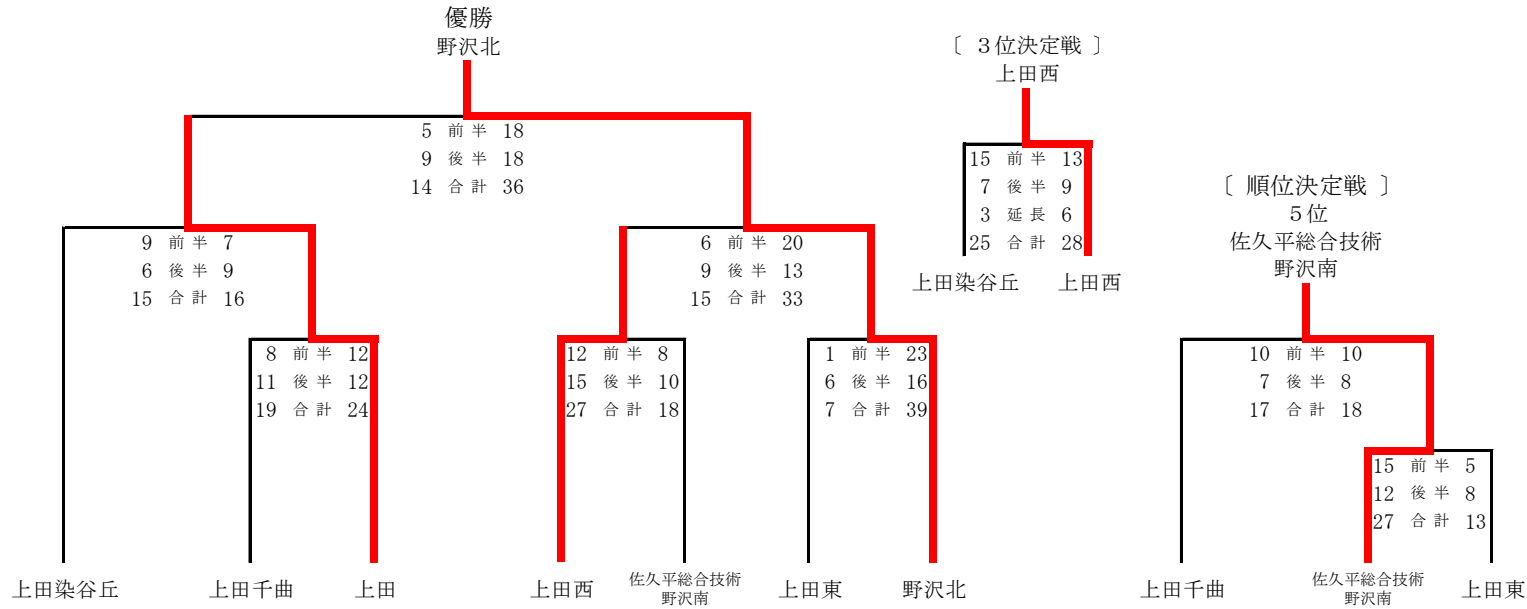 優勝
野沢北
5 前半 18
9 後半 18
14 合計 36
9 前半 7
6 後半 9
15 合計 16
6 前半 20
9 後半 13
15 合計 33
8 前半 12
11 後半 12
19 合計 24
12 前半 8
15 後半 10
27 合計 18
1 前半 23
6 後半 16
7 合計 39
上田染谷丘
上田千曲
上田
上田西
佐久平総合技術
野沢南
上田東
野沢北
〔 3位決定戦 〕
上田西
15 前半 13
7 後半 9
3 延長 6
25 合計 28
上田染谷丘
上田西
〔 順位決定戦 〕
5位
佐久平総合技術
野沢南
10 前半 10
7 後半 8
17 合計 18
15 前半 5
12 後半 8
27 合計 13
上田千曲
佐久平総合技術
野沢南
上田東